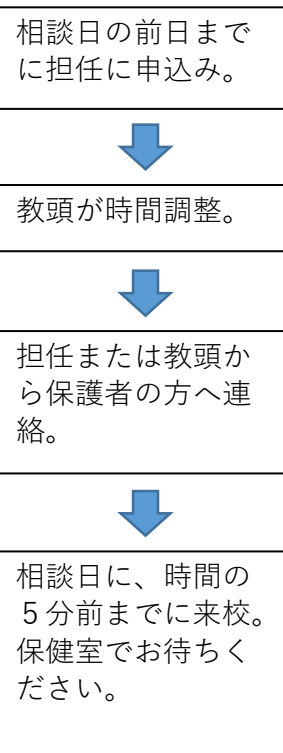 相談日の前日まで
に担任に申込み。
教頭が時間調整。
担任または教頭か
ら保護者の方へ連
絡。
相談日に、時間の
５分前までに来校。
保健室でお待ちく
ださい。